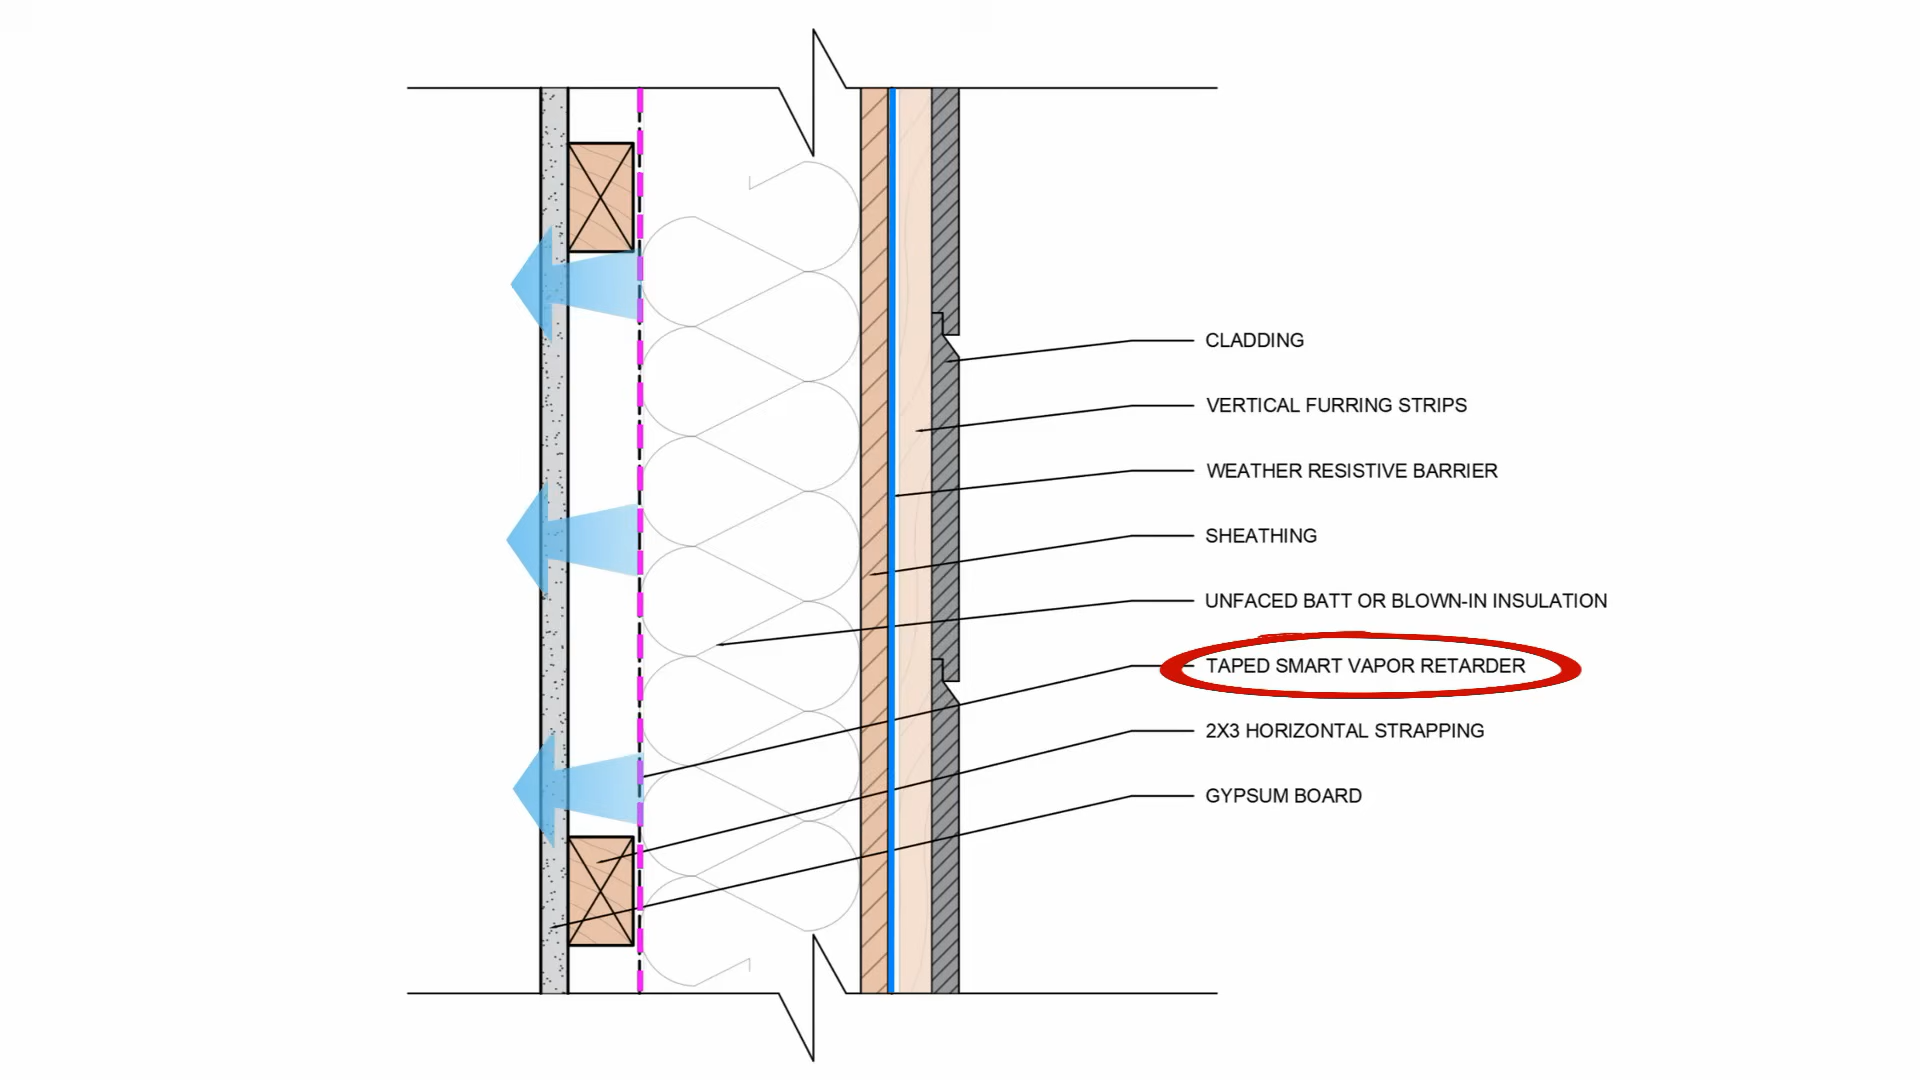 CLADDING
VERTICAL FURRING STRIPS
WEATHER RESISTIVE BARRIER
SHEATHING
UNFACED BATT OR BLOWN-IN INSULATION
TAPED SMART VAPOR RETARDER
2X3 HORIZONTAL STRAPPING
GYPSUM BOARD